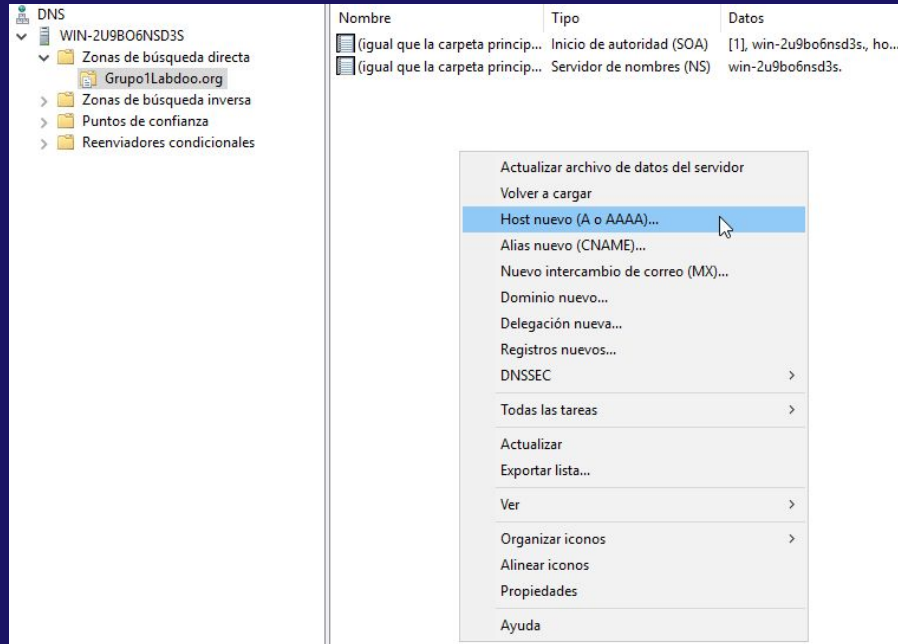 DNS
WIN-2U9BO6NSD3S
Zonas de búsqueda directa
Grupo1Labdoo.org
Zonas de búsqueda inversa
Puntos de confianza
Reenviadores condicionales
Nombre Tipo Datos
(igual que la carpeta princip... Inicio de autoridad (SOA) [1], win-2u9bo6nsd3s., ho...
(igual que la carpeta princip... Servidor de nombres (NS) win-2u9bo6nsd3s.
Actualizar archivo de datos del servidor
Volver a cargar
Host nuevo (A o AAAA)...
Alias nuevo (CNAME)...
Nuevo intercambio de correo (MX)...
Dominio nuevo...
Delegación nueva...
Registros nuevos...
DNSSEC
Todas las tareas
Actualizar
Exportar lista...
Ver
Organizar iconos
Alinear iconos
Propiedades
Ayuda